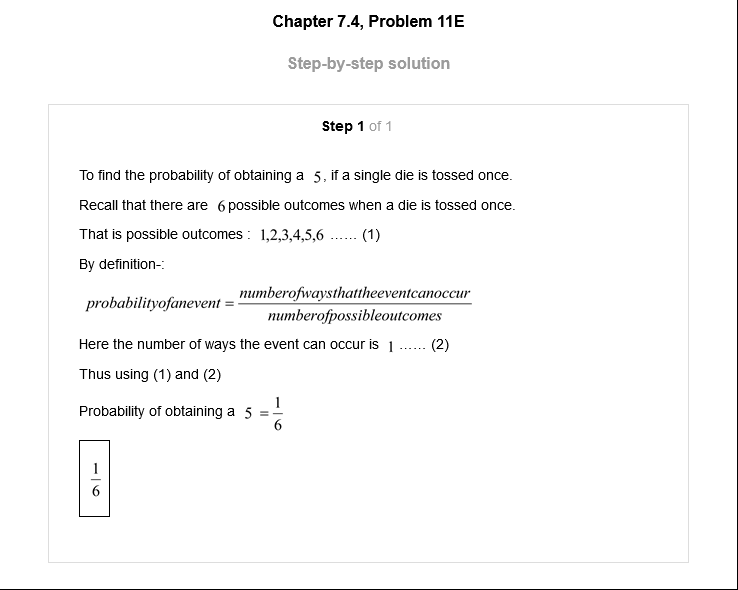 Chapter 7.4, Problem 11E
Step-by-step solution
Step 1 of 1
To find the probability of obtaining a 5, if a single die is tossed once.
Recall that there are 6 possible outcomes when a die is tossed once.
That is possible outcomes : 1,2,3,4,5,6 ...... (1)
By definition-:
probabilityofanevent = numberofwaysthattheeventcanoccur / numberofpossibleoutcomes
Here the number of ways the event can occur is 1 ...... (2)
Thus using (1) and (2)
Probability of obtaining a 5 = 1/6
1/6